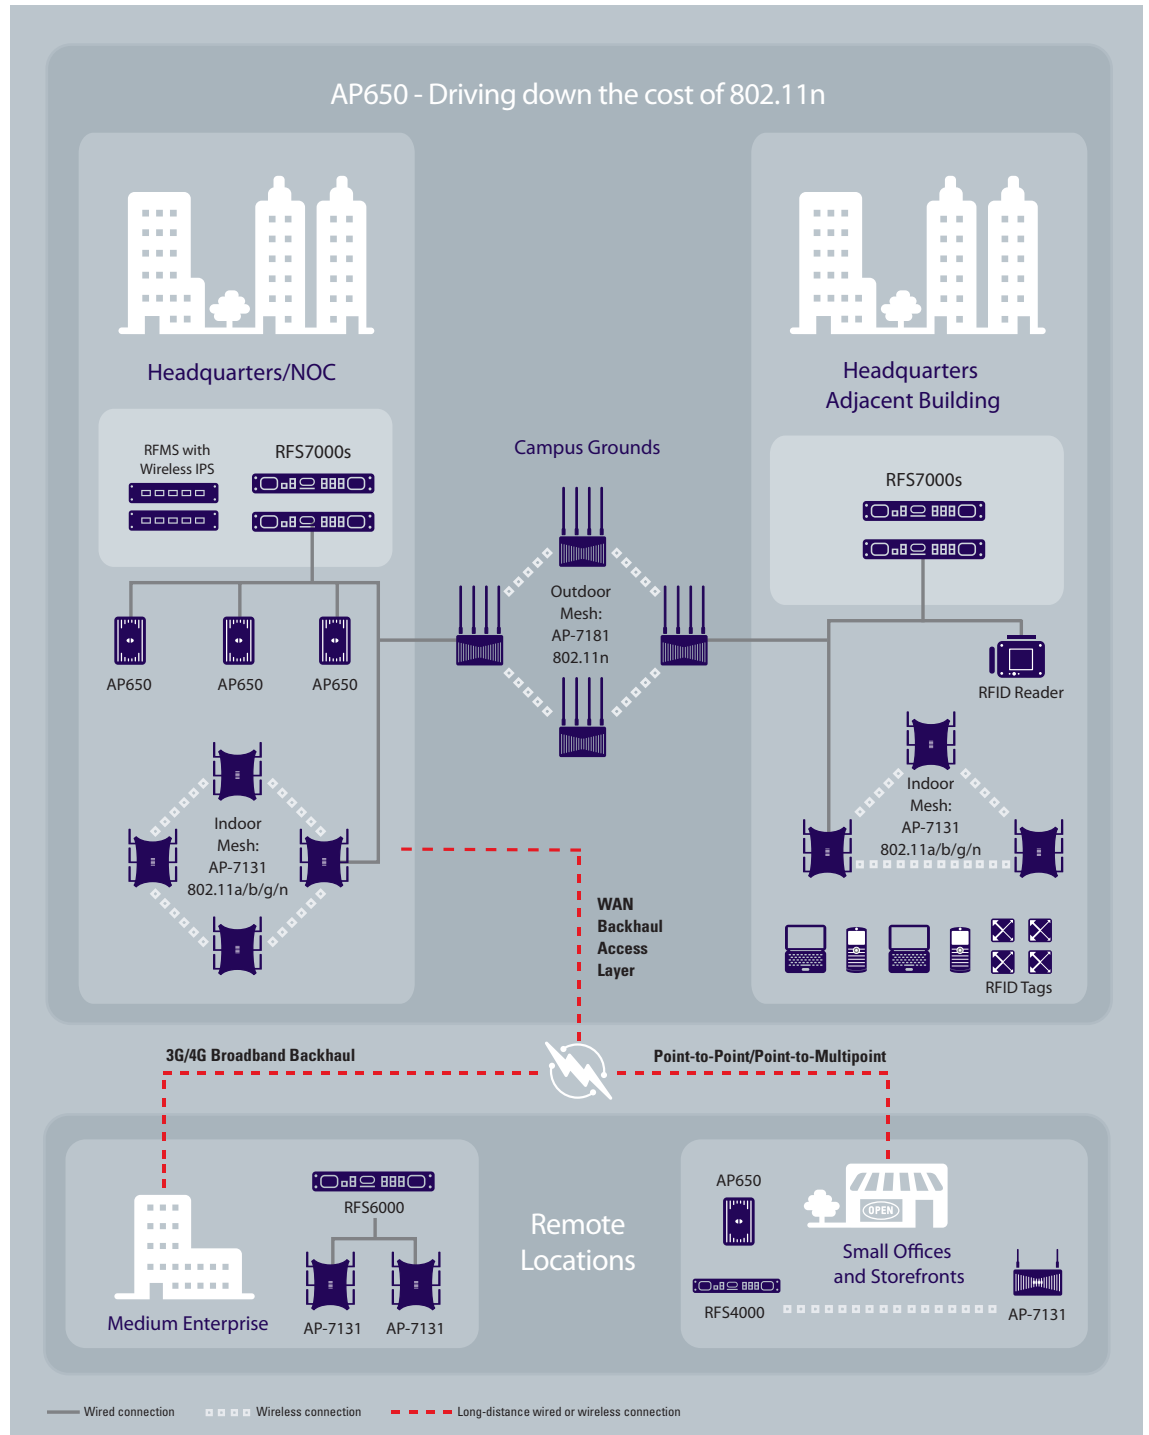 AP650 - Driving down the cost of 802.11n
Headquarters/NOC
RFMS with
Wireless IPS
RFS7000s
AP650
AP650
AP650
Indoor
Mesh:
AP-7131
802.11a/b/g/n
Campus Grounds
Outdoor
Mesh:
AP-7181
802.11n
Headquarters
Adjacent Building
RFS7000s
RFID Reader
Indoor
Mesh:
AP-7131
802.11a/b/g/n
RFID Tags
WAN
Backhaul
Access
Layer
3G/4G Broadband Backhaul
Point-to-Point/Point-to-Multipoint
RFS6000
AP-7131
AP-7131
Medium Enterprise
Remote
Locations
AP650
OPEN
Small Offices
and Storefronts
RFS4000
AP-7131
Wired connection
Wireless connection
Long-distance wired or wireless connection